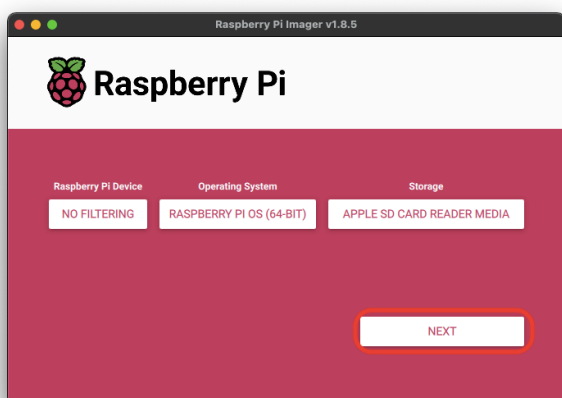 Raspberry Pi Imager v1.8.5
Raspberry Pi
Raspberry Pi Device Operating System Storage
NO FILTERING RASPBERRY PI OS (64-BIT) APPLE SD CARD READER MEDIA
NEXT